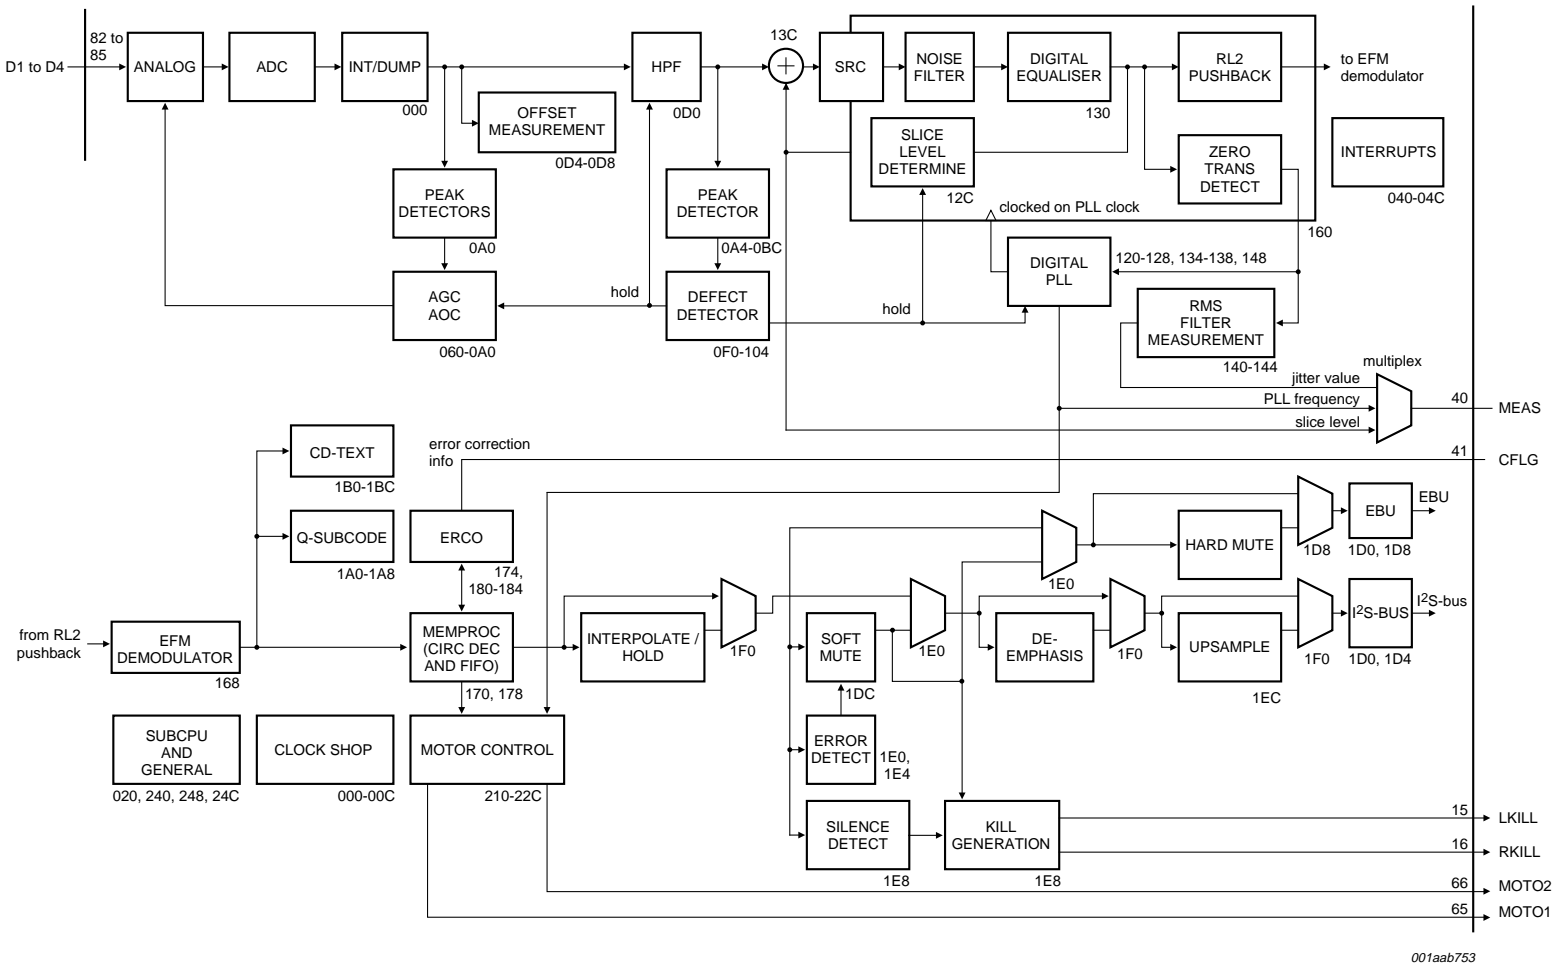 D1 to D4
82 to
85
ANALOG
ADC
INT/DUMP
000
OFFSET
MEASUREMENT
0D4-0D8
HPF
0D0
13C
SRC
NOISE
FILTER
DIGITAL
EQUALISER
130
RL2
PUSHBACK
to EFM
demodulator
PEAK
DETECTORS
0A0
PEAK
DETECTOR
0A4-0BC
SLICE
LEVEL
DETERMINE
12C
ZERO
TRANS
DETECT
INTERRUPTS
040-04C
clocked on PLL clock
160
AGC
AOC
060-0A0
hold
DEFECT
DETECTOR
0F0-104
hold
DIGITAL
PLL
120-128, 134-138, 148
RMS
FILTER
MEASUREMENT
140-144
multiplex
jitter value
PLL frequency
slice level
40
MEAS
41
CFLG
CD-TEXT
1B0-1BC
error correction
info
Q-SUBCODE
1A0-1A8
ERCO
174,
180-184
1E0
HARD MUTE
1D8
EBU
EBU
1D0, 1D8
from RL2
pushback
EFM
DEMODULATOR
168
MEMPROC
(CIRC DEC
AND FIFO)
170, 178
INTERPOLATE /
HOLD
1F0
SOFT
MUTE
1DC
1E0
DE-
EMPHASIS
1F0
UPSAMPLE
1EC
1F0
I2S-BUS
I2S-bus
1D0, 1D4
SUBCPU
AND
GENERAL
020, 240, 248, 24C
CLOCK SHOP
000-00C
MOTOR CONTROL
210-22C
ERROR
DETECT
1E0,
1E4
SILENCE
DETECT
1E8
KILL
GENERATION
1E8
15
LKILL
16
RKILL
66
MOTO2
65
MOTO1
001aab753